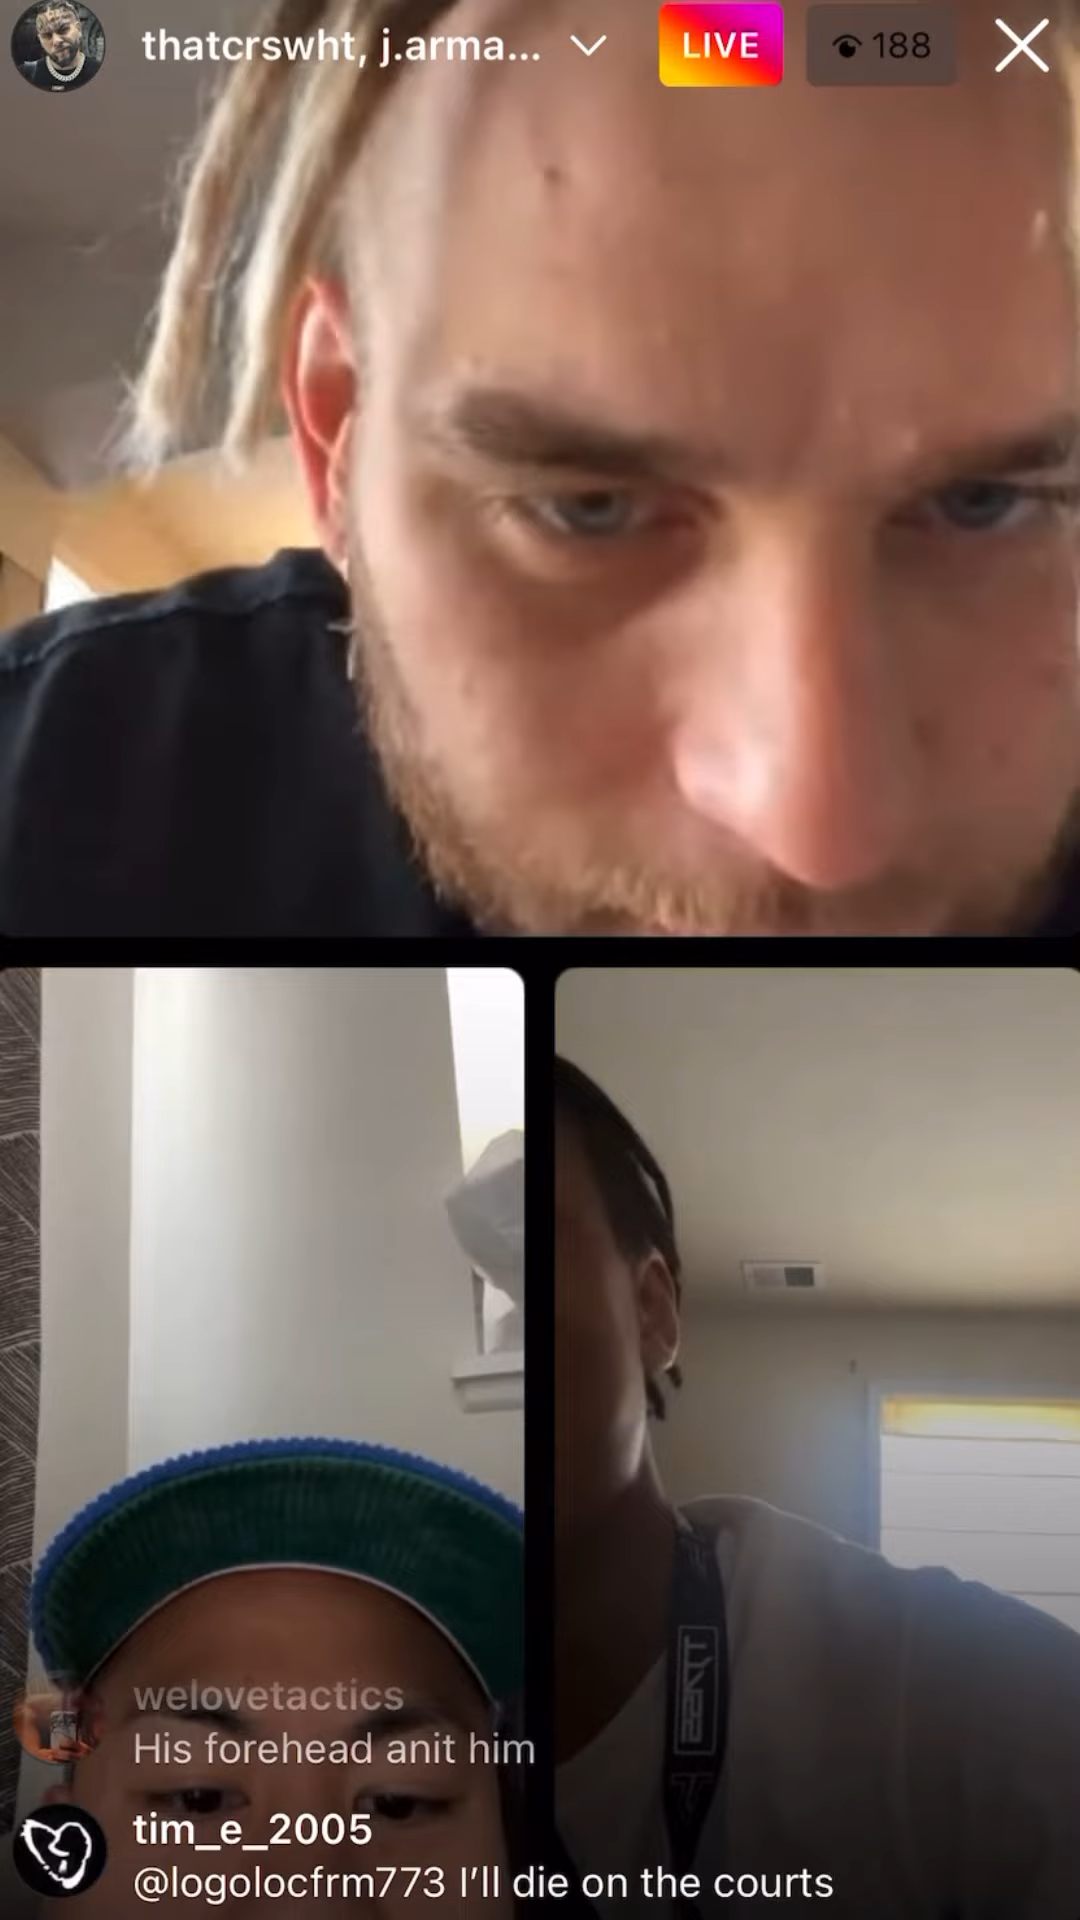 thatcrswht, j.arma...
LIVE
188
welovetactics
His forehead anit him
tim_e_2005
@logolocfrm773 I'll die on the courts